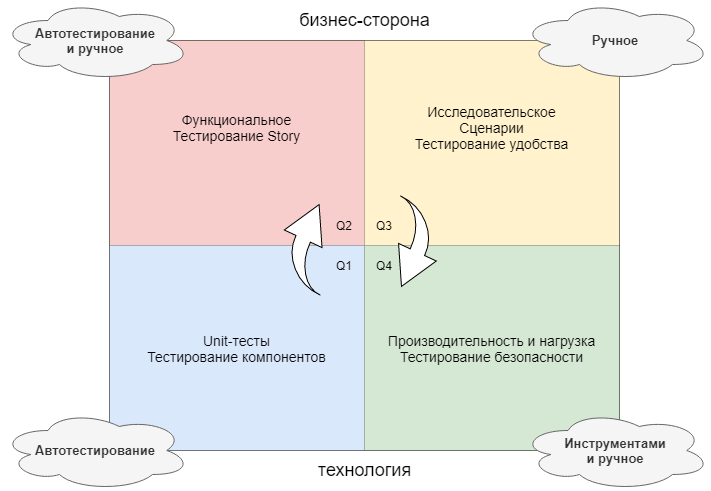 бизнес-сторона
Автотестирование
и ручное
Ручное
Функциональное
Тестирование Story
Исследовательское
Сценарии
Тестирование удобства
Q2
Q3
Q1
Q4
Unit-тесты
Тестирование компонентов
Производительность и нагрузка
Тестирование безопасности
Автотестирование
Инструментами
и ручное
технология